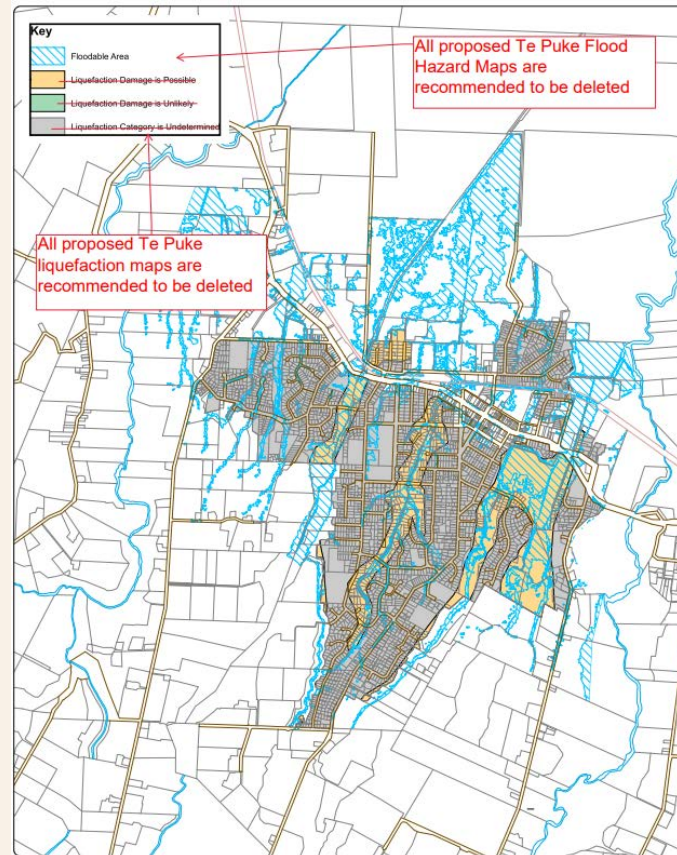 Key
Floodable Area
Liquefaction Damage is Possible
Liquefaction Damage is Unlikely
Liquefaction Category is Undetermined
All proposed Te Puke Flood
Hazard Maps are
recommended to be deleted
All proposed Te Puke
liquefaction maps are
recommended to be deleted